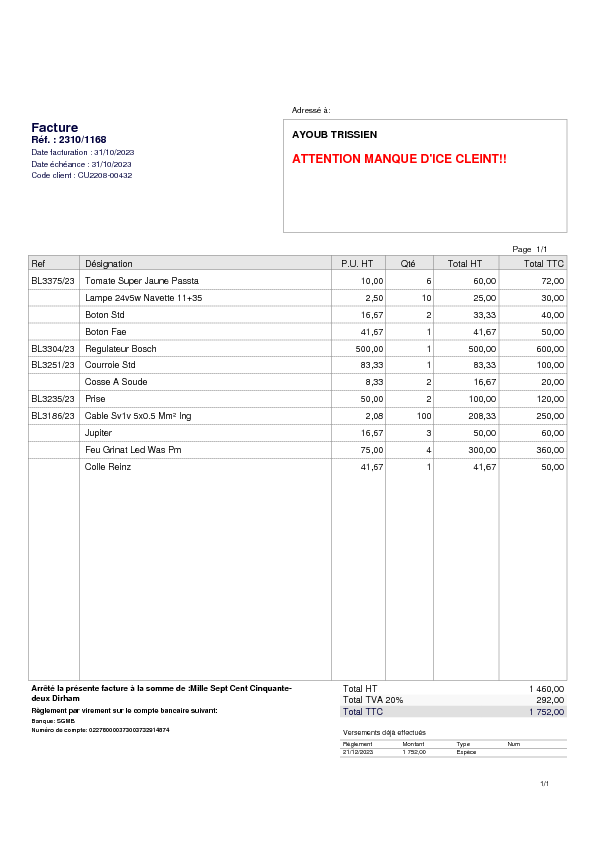 Adressé à:
Facture
Réf. : 2310/1168
Date facturation : 31/10/2023
Date échéance : 31/10/2023
Code client : CU2208-00432
AYOUB TRISSIEN
ATTENTION MANQUE D'ICE CLEINT!!
Page 1/1
Ref Désignation P.U. HT Qté Total HT Total TTC
BL3375/23 Tomate Super Jaune Passta 10,00 6 60,00 72,00
Lampe 24v5w Navette 11+35 2,50 10 25,00 30,00
Boton Std 16,67 2 33,33 40,00
Boton Fae 41,67 1 41,67 50,00
BL3304/23 Regulateur Bosch 500,00 1 500,00 600,00
BL3251/23 Courroie Std 83,33 1 83,33 100,00
Cosse A Soude 8,33 2 16,67 20,00
BL3235/23 Prise 50,00 2 100,00 120,00
BL3186/23 Cable Sv1v 5x0.5 Mm² Ing 2,08 100 208,33 250,00
Jupiter 16,67 3 50,00 60,00
Feu Grinat Led Was Pm 75,00 4 300,00 360,00
Colle Reinz 41,67 1 41,67 50,00
Arrêté la présente facture à la somme de :Mille Sept Cent Cinquante-
deux Dirham
Règlement par virement sur le compte bancaire suivant:
Banque: SGMB
Numéro de compte:
Total HT 1 460,00
Total TVA 20% 292,00
Total TTC 1 752,00
Versements déjà effectués
Règlement Montant Type Num
21/12/2023 1 752,00 Espèce
1/1